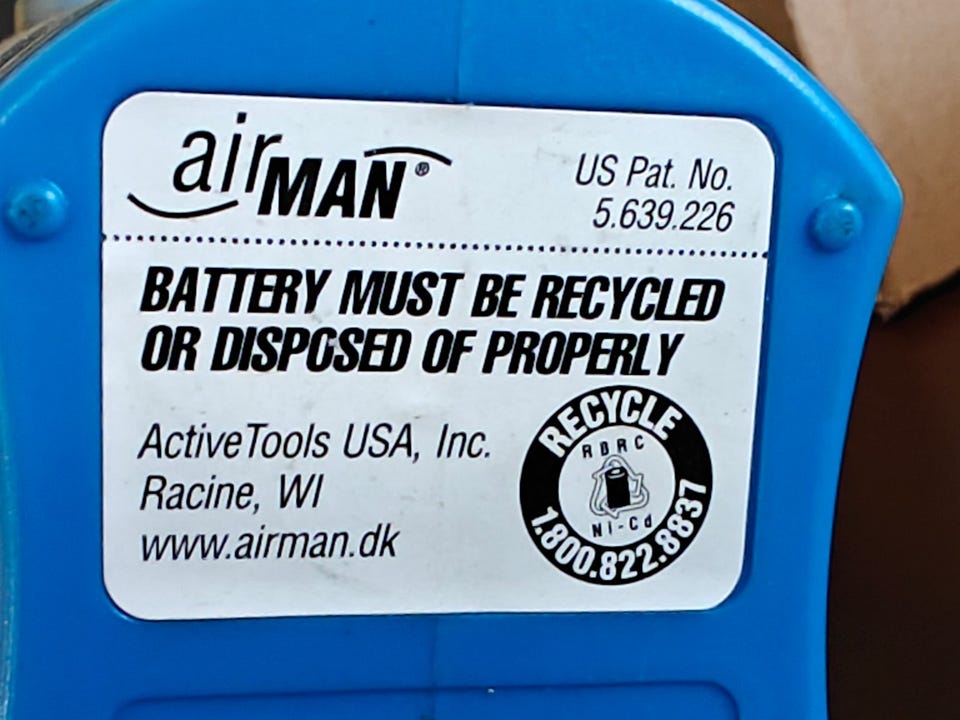 airMAN®
US Pat. No.
5.639.226
BATTERY MUST BE RECYCLED
OR DISPOSED OF PROPERLY
ActiveTools USA, Inc.
Racine, WI
www.airman.dk
RECYCLE
RBRC
Ni-Cd
1.800.822.8837